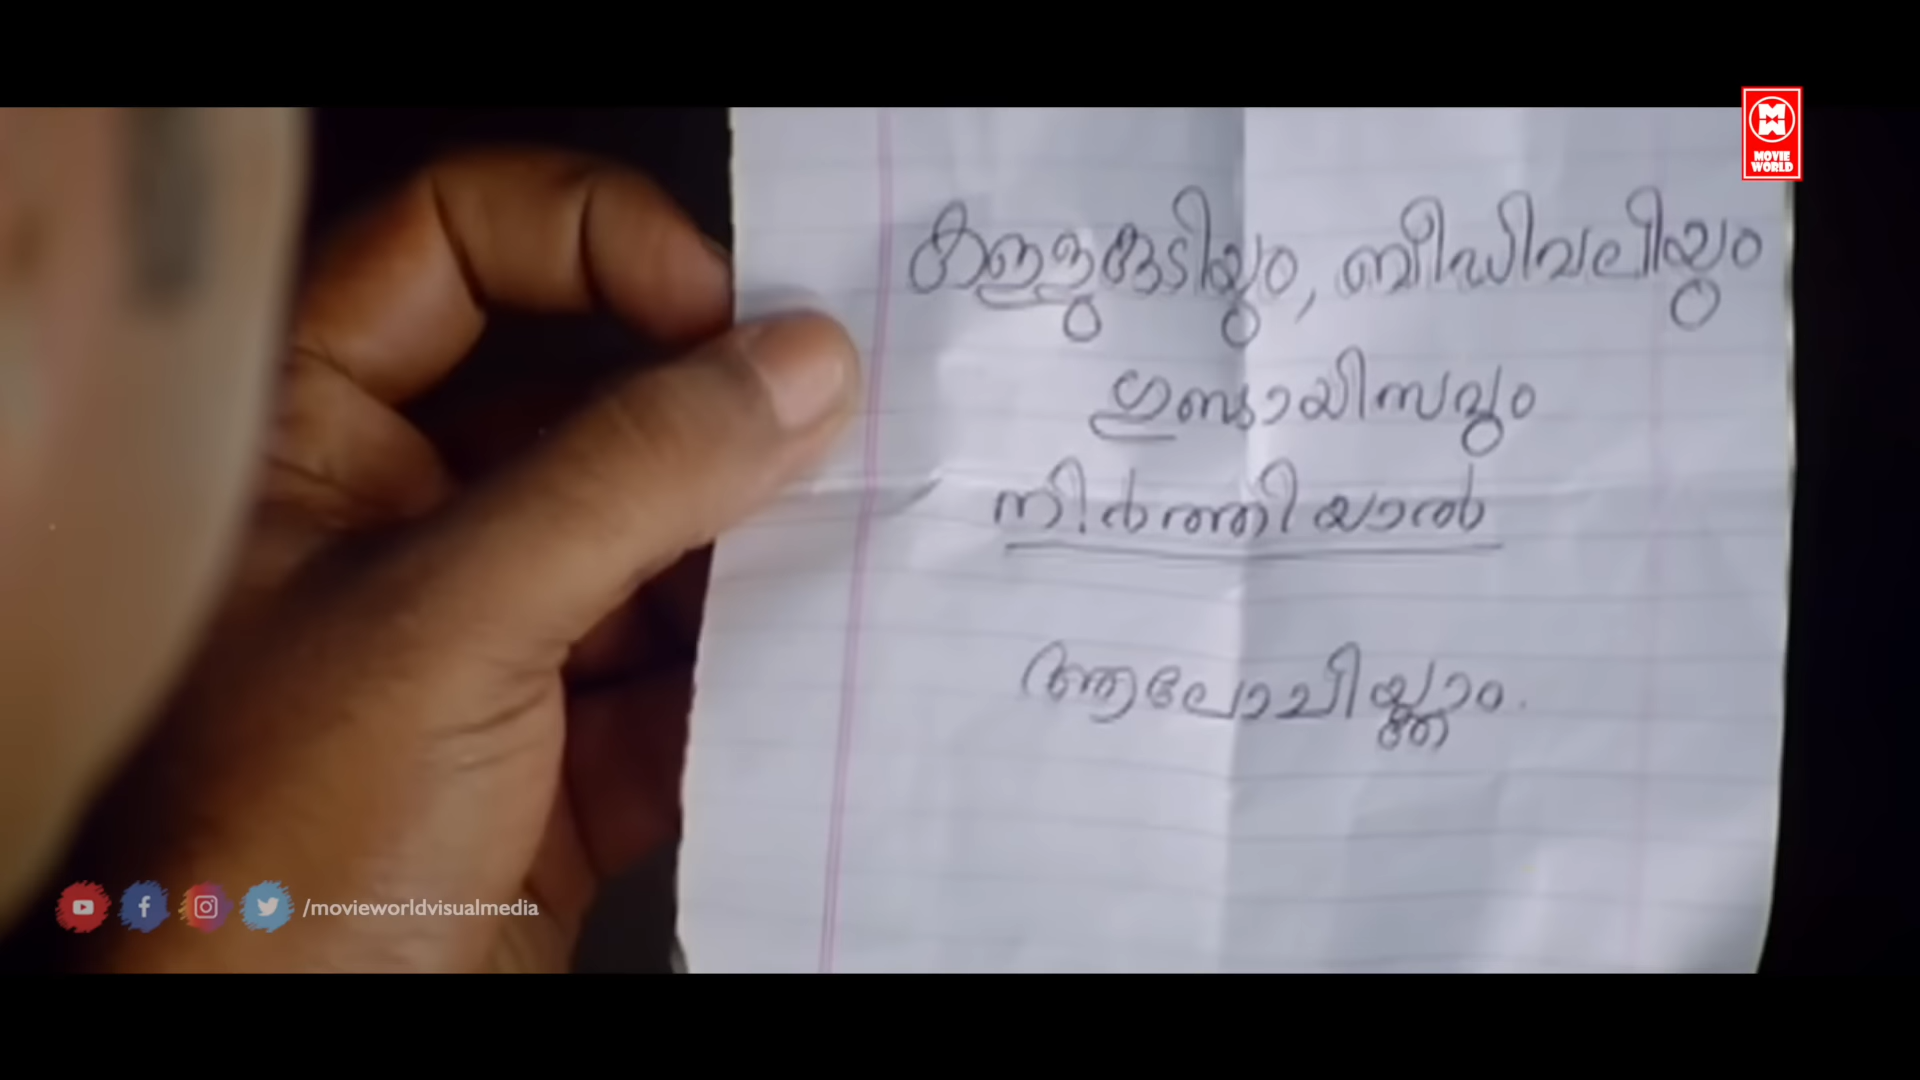 MOVIE
WORLD
കള്ളുകുടിയും, ബീഡിവലിയും
ഗുണ്ടായിസവും
നിർത്തിയാൽ
ആലോചിയ്ക്കാം.
/movieworldvisualmedia